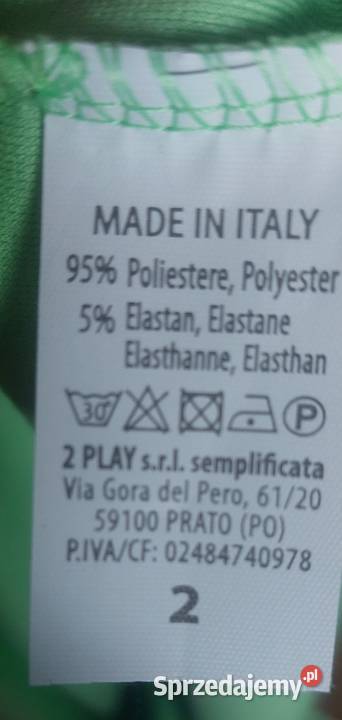 MADE IN ITALY
95% Poliestere, Polyester
5% Elastan, Elastane
Elasthanne, Elasthan
30 P
2 PLAY s.r.l. semplificata
Via Gora del Pero, 61/20
59100 PRATO (PO)
P.IVA/CF: 02484740978
2
Sprzedajemy.pl